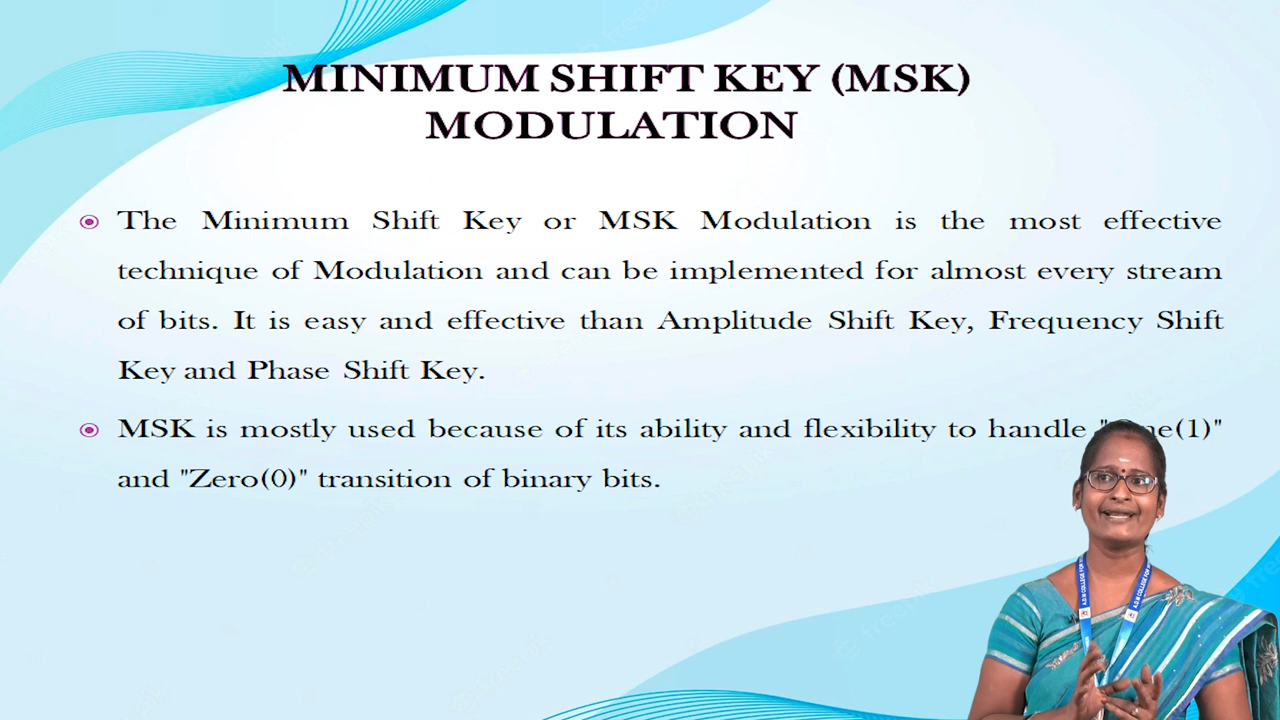 MINIMUM SHIFT KEY (MSK)
MODULATION
The Minimum Shift Key or MSK Modulation is the most effective
technique of Modulation and can be implemented for almost every stream
of bits. It is easy and effective than Amplitude Shift Key, Frequency Shift
Key and Phase Shift Key.
MSK is mostly used because of its ability and flexibility to handle
and "Zero(0)" transition of binary bits.